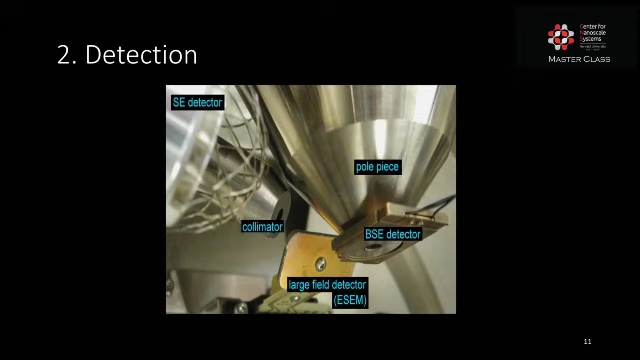 2. Detection
Center for
Nanoscale
Systems
MASTER CLASS
SE detector
pole piece
collimator
BSE detector
large field detector
(ESEM)
11